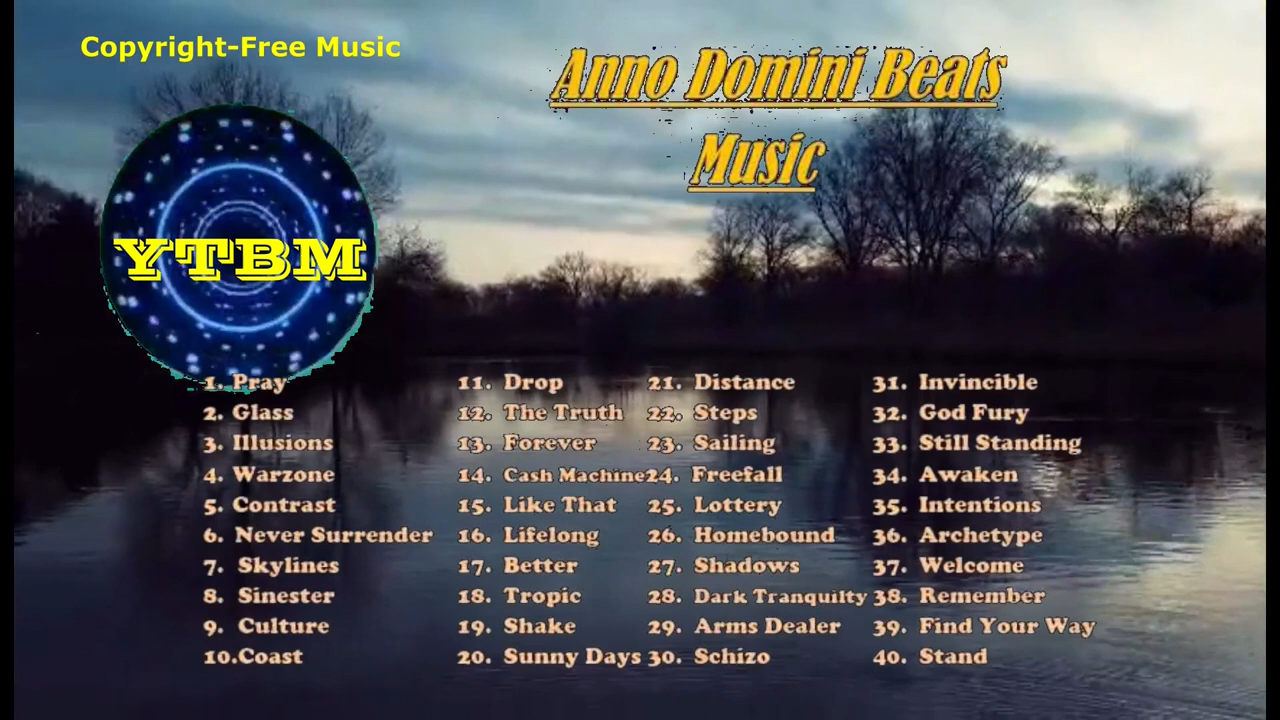 Copyright-Free Music
Anno Domini Beats
Music
YTBM
1. Pray
2. Glass
3. Illusions
4. Warzone
5. Contrast
6. Never Surrender
7. Skylines
8. Sinester
9. Culture
10.Coast
11. Drop
12. The Truth
13. Forever
14. Cash Machine
15. Like That
16. Lifelong
17. Better
18. Tropic
19. Shake
20. Sunny Days
21. Distance
22. Steps
23. Sailing
24. Freefall
25. Lottery
26. Homebound
27. Shadows
28. Dark Tranquilty
29. Arms Dealer
30. Schizo
31. Invincible
32. God Fury
33. Still Standing
34. Awaken
35. Intentions
36. Archetype
37. Welcome
38. Remember
39. Find Your Way
40. Stand